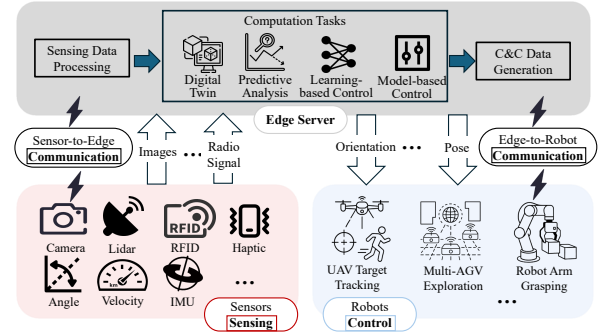 Computation Tasks
Sensing Data
Processing
Digital
Twin
Predictive
Analysis
Learning-
based Control
Model-based
Control
C&C Data
Generation
Edge Server
Sensor-to-Edge
Communication
Images
...
Radio
Signal
Orientation
...
Pose
Edge-to-Robot
Communication
Camera
Lidar
RFID
RFID
Haptic
Angle
km
Velocity
IMU
...
Sensors
Sensing
UAV Target
Tracking
Multi-AGV
Exploration
Robot Arm
Grasping
...
Robots
Control